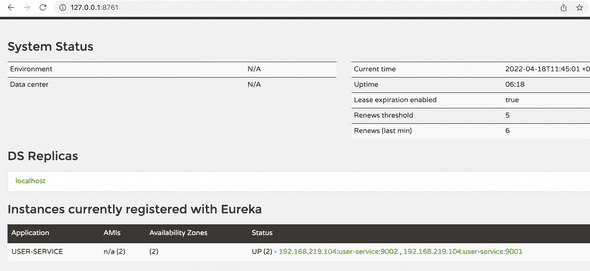 127.0.0.1:8761
System Status
Environment N/A
Data center N/A
Current time 2022-04-18T11:45:01 +0
Uptime 06:18
Lease expiration enabled true
Renews threshold 5
Renews (last min) 6
DS Replicas
localhost
Instances currently registered with Eureka
Application AMIs Availability Zones Status
USER-SERVICE n/a (2) (2) UP (2) - 192.168.219.104:user-service:9002 , 192.168.219.104:user-service:9001